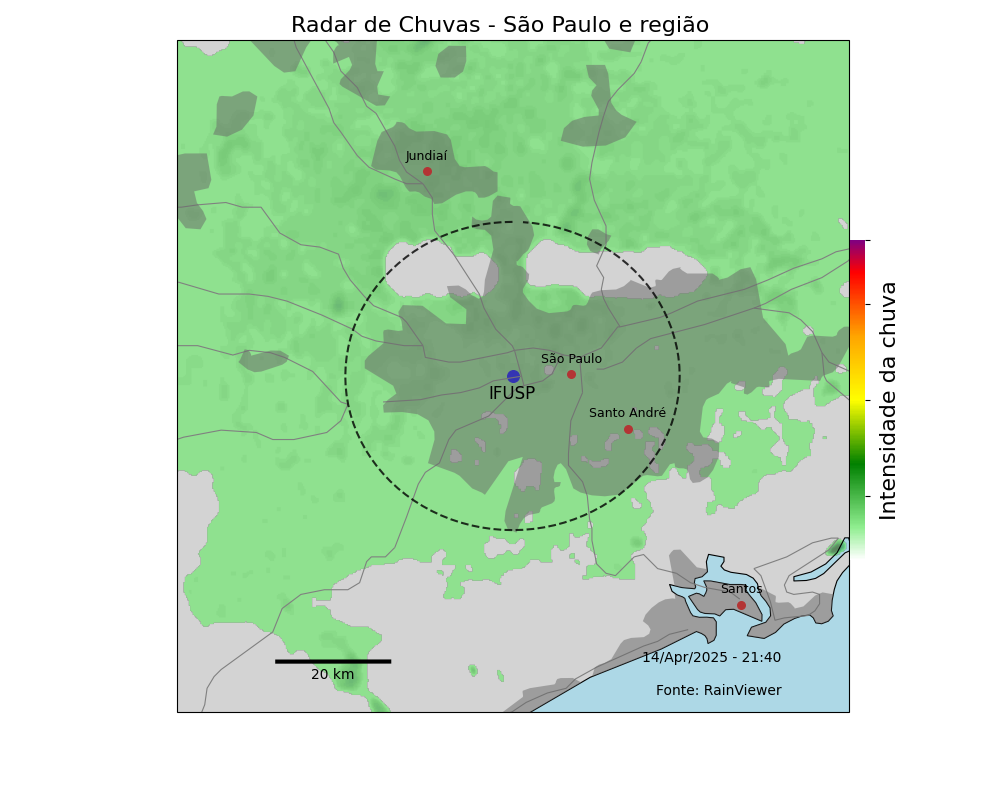 Radar de Chuvas - São Paulo e região
Jundiaí
São Paulo
IFUSP
Santo André
Intensidade da chuva
Santos
14/Apr/2025 - 21:40
20 km
Fonte: RainViewer